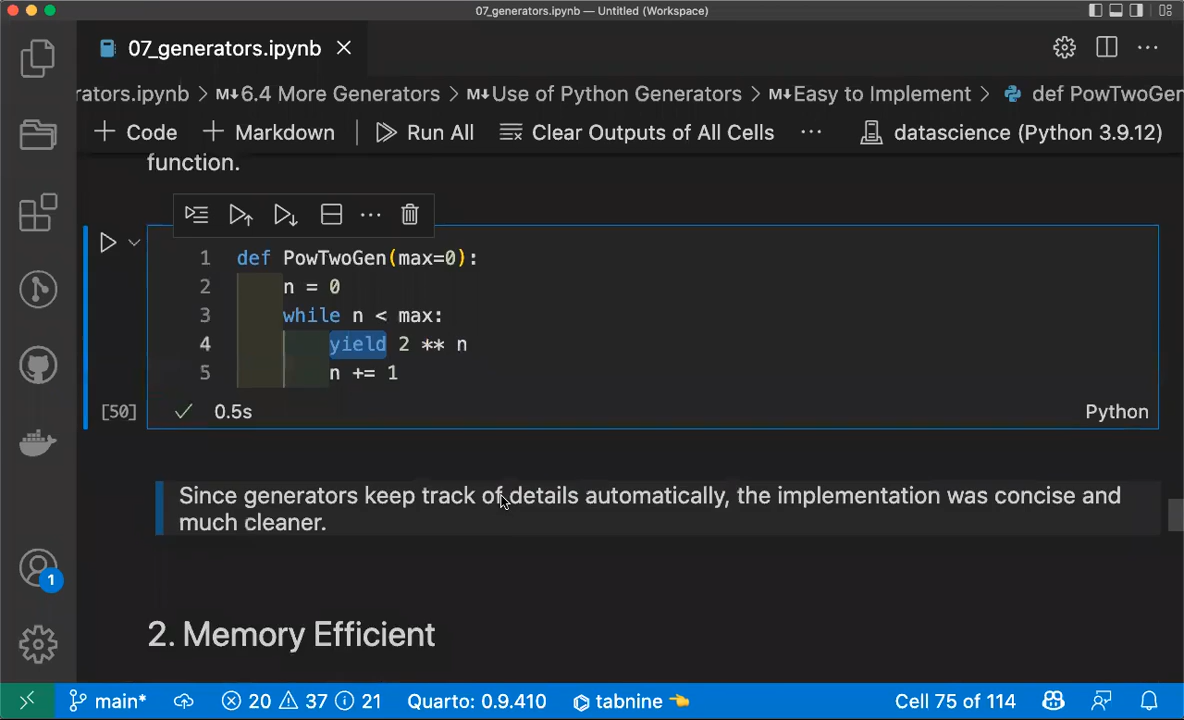 07_generators.ipynb — Untitled (Workspace)
07_generators.ipynb
rators.ipynb > M↓6.4 More Generators > M↓Use of Python Generators > M↓Easy to Implement > def PowTwoGen
+ Code + Markdown Run All Clear Outputs of All Cells ··· datascience (Python 3.9.12)
function.
1 def PowTwoGen(max=0):
2 n = 0
3 while n < max:
4 yield 2 ** n
5 n += 1
[50] ✓ 0.5s Python
Since generators keep track of details automatically, the implementation was concise and
much cleaner.
2. Memory Efficient
1
main* 20 37 21 Quarto: 0.9.410 tabnine 👈 Cell 75 of 114